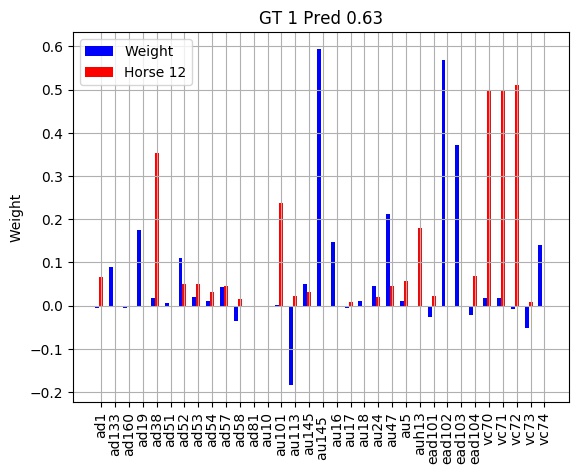 GT 1 Pred 0.63
Weight
Horse 12
0.6
0.5
0.4
0.3
0.2
0.1
0.0
−0.1
−0.2
Weight
ad1
ad133
ad160
ad19
ad38
ad51
ad52
ad53
ad54
ad57
ad58
ad81
au10
au101
au113
au145
au145
au16
au17
au18
au24
au47
au5
auh13
ead101
ead102
ead103
ead104
vc70
vc71
vc72
vc73
vc74